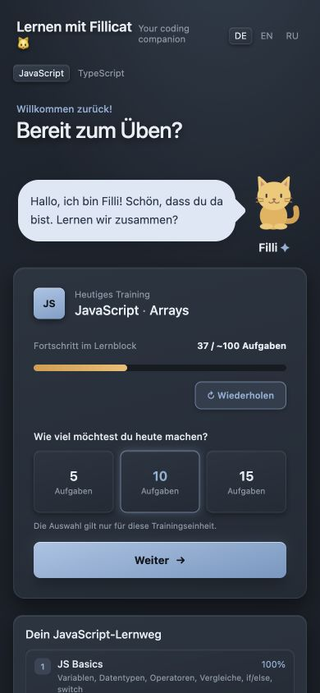 Lernen mit Fillicat 🐱
Your coding companion
DE EN RU
JavaScript TypeScript
Willkommen zurück!
Bereit zum Üben?
Hallo, ich bin Filli! Schön, dass du da
bist. Lernen wir zusammen?
Filli ✦
JS
Heutiges Training
JavaScript · Arrays
Fortschritt im Lernblock 37 / ~100 Aufgaben
↻ Wiederholen
Wie viel möchtest du heute machen?
5 10 15
Aufgaben Aufgaben Aufgaben
Die Auswahl gilt nur für diese Trainingseinheit.
Weiter →
Dein JavaScript-Lernweg
1 JS Basics 100%
Variablen, Datentypen, Operatoren, Vergleiche, if/else,
switch